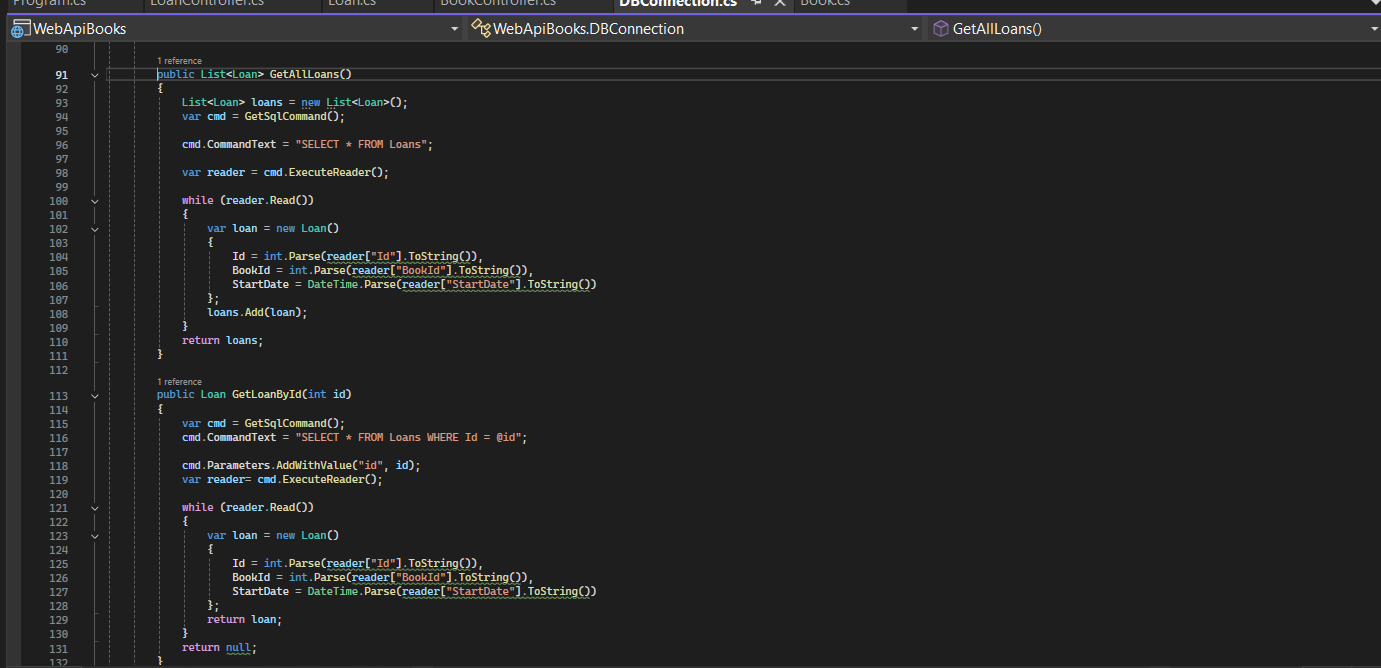 Program.cs LoanController.cs Loan.cs BookController.cs DBConnection.cs Book.cs
WebApiBooks WebApiBooks.DBConnection GetAllLoans()
90
1 reference
91 public List<Loan> GetAllLoans()
92 {
93 List<Loan> loans = new List<Loan>();
94 var cmd = GetSqlCommand();
95
96 cmd.CommandText = "SELECT * FROM Loans";
97
98 var reader = cmd.ExecuteReader();
99
100 while (reader.Read())
101 {
102 var loan = new Loan()
103 {
104 Id = int.Parse(reader["Id"].ToString()),
105 BookId = int.Parse(reader["BookId"].ToString()),
106 StartDate = DateTime.Parse(reader["StartDate"].ToString())
107 };
108 loans.Add(loan);
109 }
110 return loans;
111 }
112
1 reference
113 public Loan GetLoanById(int id)
114 {
115 var cmd = GetSqlCommand();
116 cmd.CommandText = "SELECT * FROM Loans WHERE Id = @id";
117
118 cmd.Parameters.AddWithValue("id", id);
119 var reader= cmd.ExecuteReader();
120
121 while (reader.Read())
122 {
123 var loan = new Loan()
124 {
125 Id = int.Parse(reader["Id"].ToString()),
126 BookId = int.Parse(reader["BookId"].ToString()),
127 StartDate = DateTime.Parse(reader["StartDate"].ToString())
128 };
129 return loan;
130 }
131 return null;
132 }